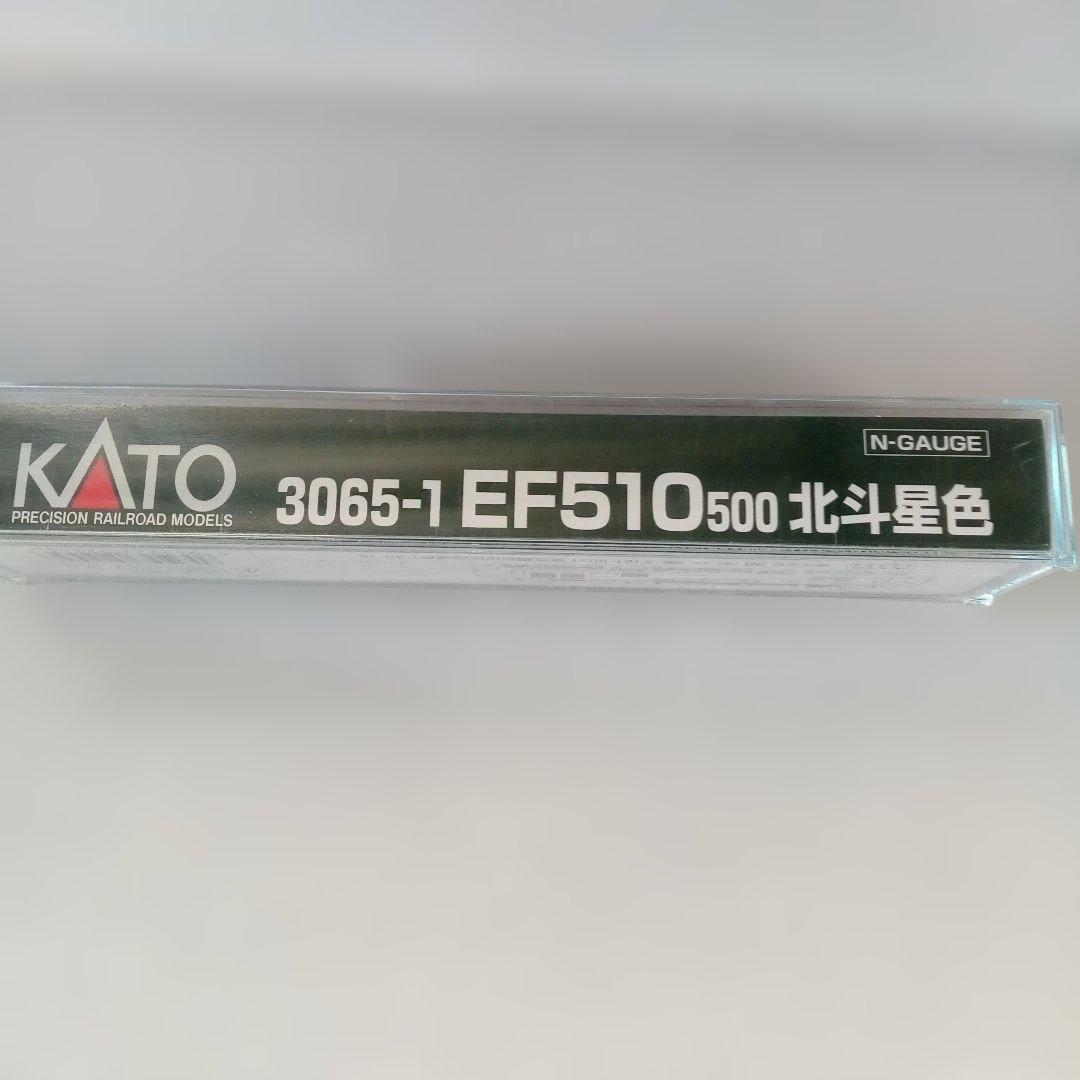 N-GAUGE
KATO
PRECISION RAILROAD MODELS
3065-1 EF510 500 北斗星色